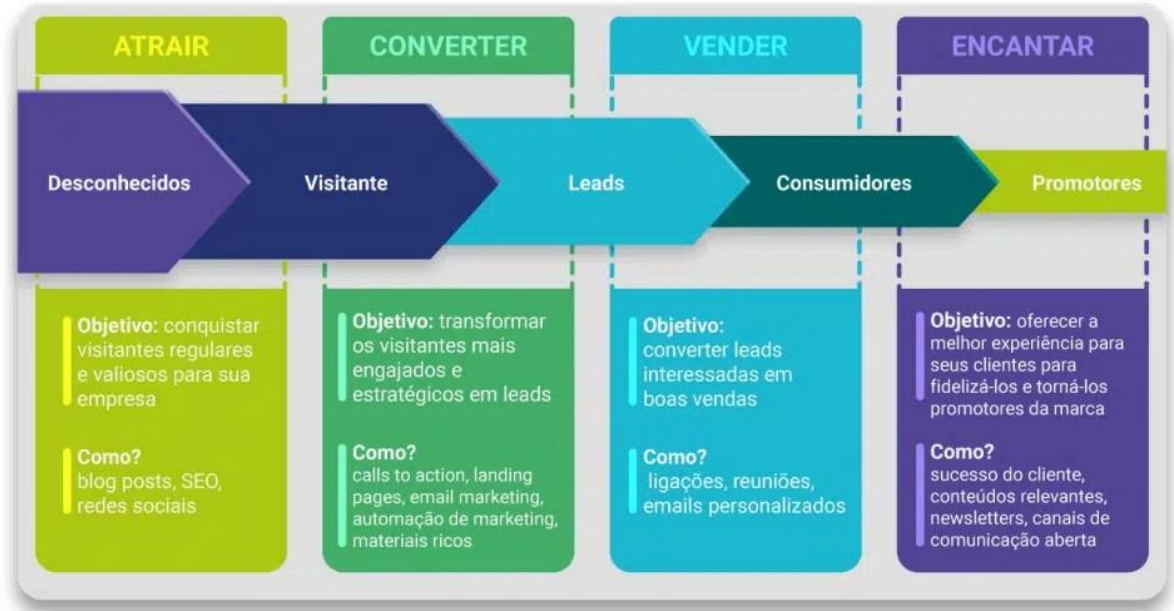 ATRAIR
CONVERTER
VENDER
ENCANTAR
Desconhecidos
Visitante
Leads
Consumidores
Promotores
Objetivo: conquistar
visitantes regulares
e valiosos para sua
empresa
Como?
blog posts, SEO,
redes sociais
Objetivo: transformar
os visitantes mais
engajados e
estratégicos em leads
Como?
calls to action, landing
pages, email marketing,
automação de marketing,
materiais ricos
Objetivo:
converter leads
interessadas em
boas vendas
Como?
ligações, reuniões,
emails personalizados
Objetivo: oferecer a
melhor experiência para
seus clientes para
fidelizá-los e torná-los
promotores da marca
Como?
sucesso do cliente,
conteúdos relevantes,
newsletters, canais de
comunicação aberta